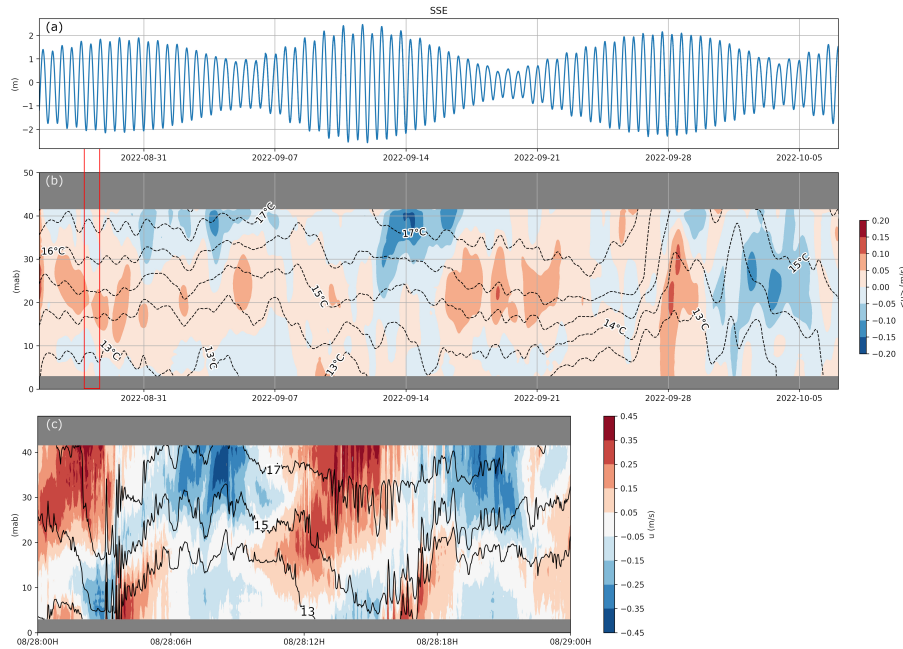 SSE
(a)
2
1
0
−1
−2
(m)
2022-08-31
2022-09-07
2022-09-14
2022-09-21
2022-09-28
2022-10-05
(b)
50
40
30
20
10
0
(mab)
17°C
17°C
16°C
15°C
15°C
14°C
13°C
13°C
13°C
13°C
2022-08-31
2022-09-07
2022-09-14
2022-09-21
2022-09-28
2022-10-05
0.20
0.15
0.10
0.05
0.00
−0.05
−0.10
−0.15
−0.20
(c)
40
30
20
10
0
(mab)
17
15
13
08/28:00H
08/28:06H
08/28:12H
08/28:18H
08/29:00H
0.45
0.35
0.25
0.15
0.05
−0.05
−0.15
−0.25
−0.35
−0.45
u (m/s)